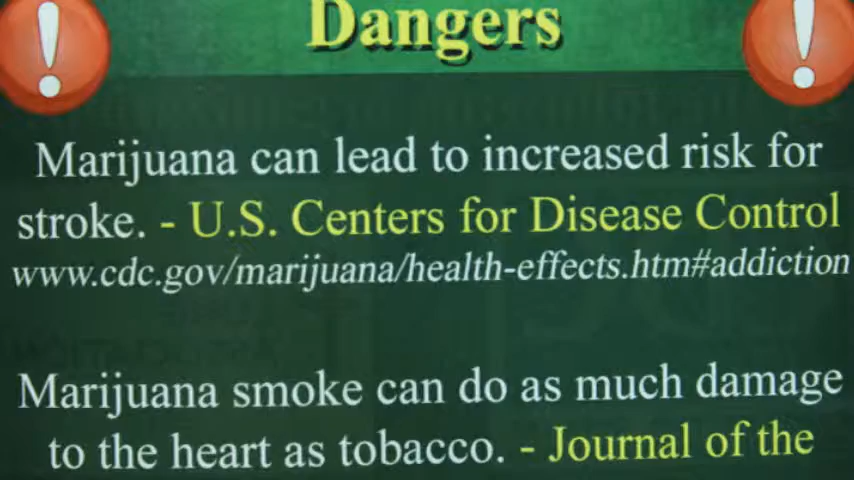 Dangers
Marijuana can lead to increased risk for
stroke. - U.S. Centers for Disease Control
www.cdc.gov/marijuana/health-effects.htm#addiction
Marijuana smoke can do as much damage
to the heart as tobacco. - Journal of the